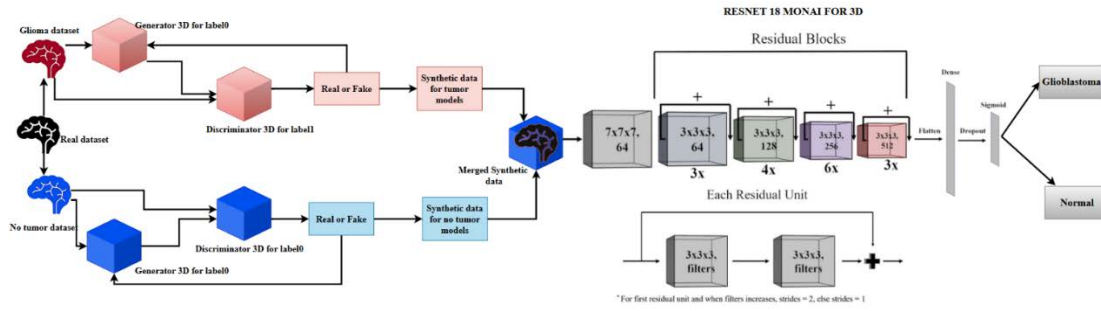 RESNET 18 MONAI FOR 3D
Glioma dataset
Generator 3D for label0
Real or Fake
Synthetic data
for tumor
models
Discriminator 3D for label1
Real dataset
Merged Synthetic
data
No tumor dataset
Generator 3D for label0
Discriminator 3D for label0
Real or Fake
Synthetic data
for no tumor
models
Residual Blocks
7x7x7,
64
+
3x3x3,
64
3x
+
3x3x3,
128
4x
+
3x3x3,
256
6x
+
3x3x3,
512
3x
Flatten
Dense
Dropout
Sigmoid
Glioblastoma
Normal
Each Residual Unit
3x3x3,
filters
3x3x3,
filters
+
*For first residual unit and when filters increases, strides = 2, else strides = 1